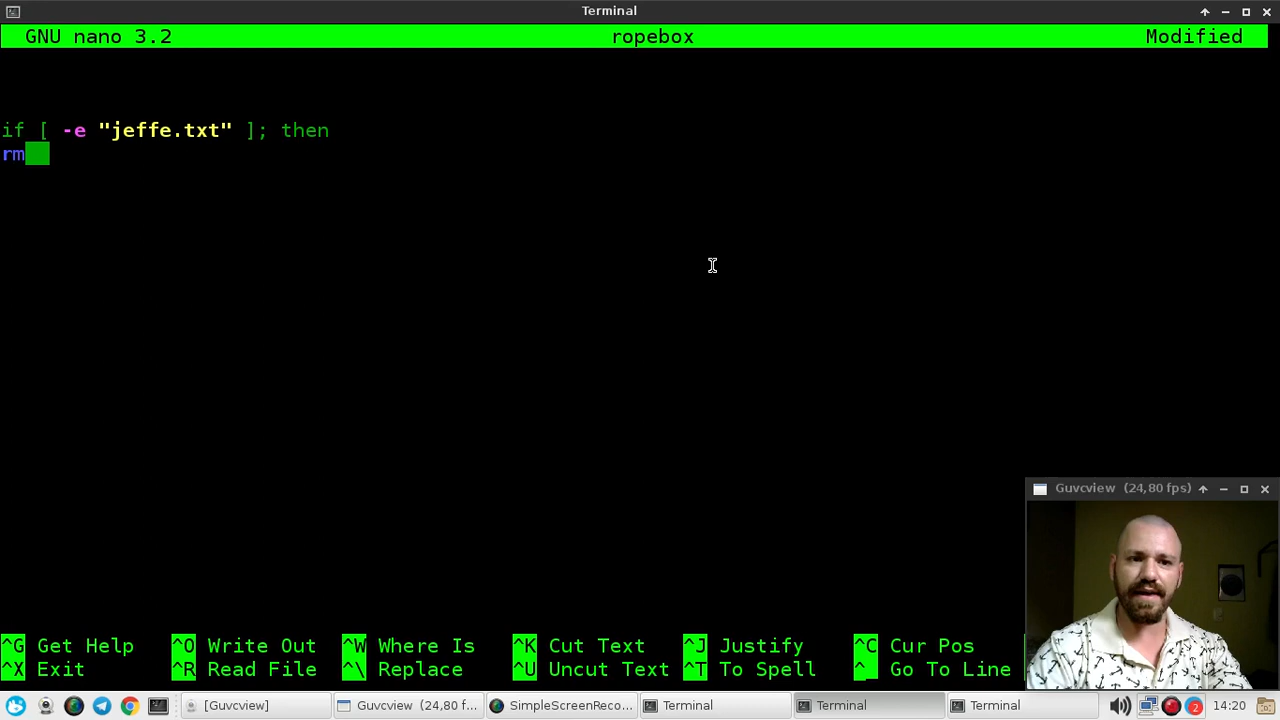 Terminal
GNU nano 3.2 ropebox Modified
if [ -e "jeffe.txt" ]; then
rm
Guvcview (24,80 fps)
^G Get Help ^O Write Out ^W Where Is ^K Cut Text ^J Justify ^C Cur Pos
^X Exit ^R Read File ^\ Replace ^U Uncut Text ^T To Spell ^_ Go To Line
[Guvcview] Guvcview (24,80 f... SimpleScreenReco... Terminal Terminal Terminal 2 14:20